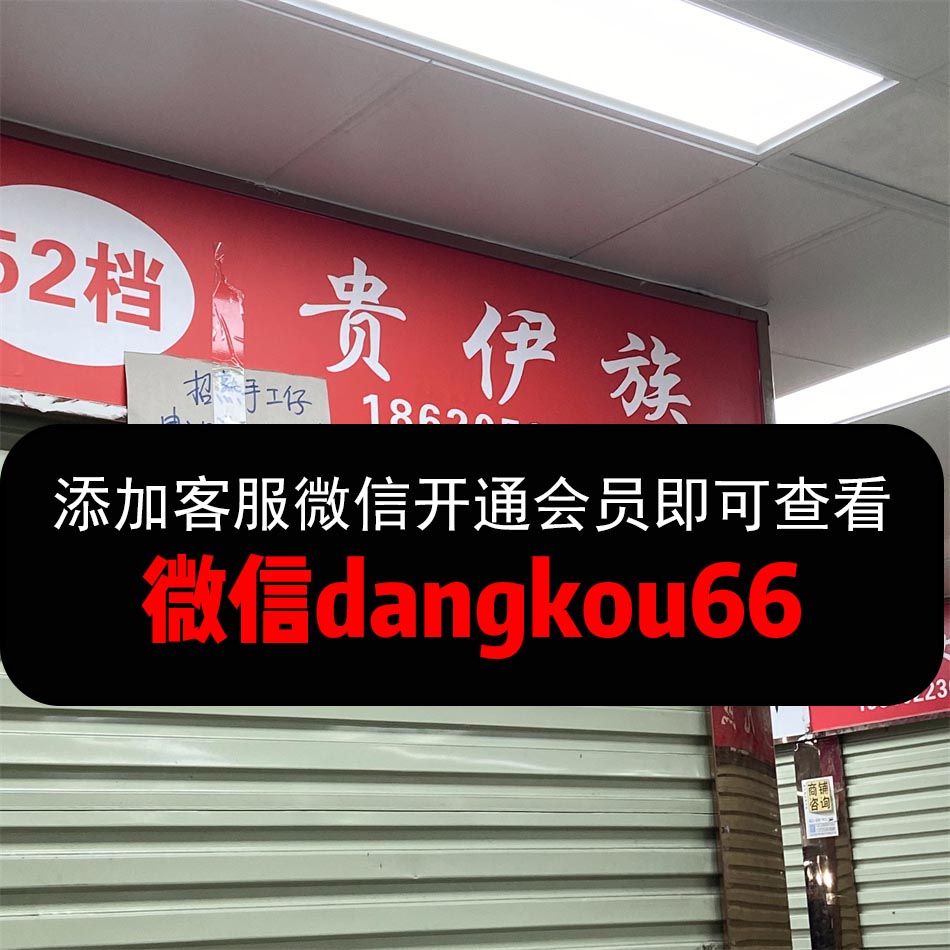 52档
贵伊族
招熟手工仔
添加客服微信开通会员即可查看
微信dangkou66
商铺
咨询